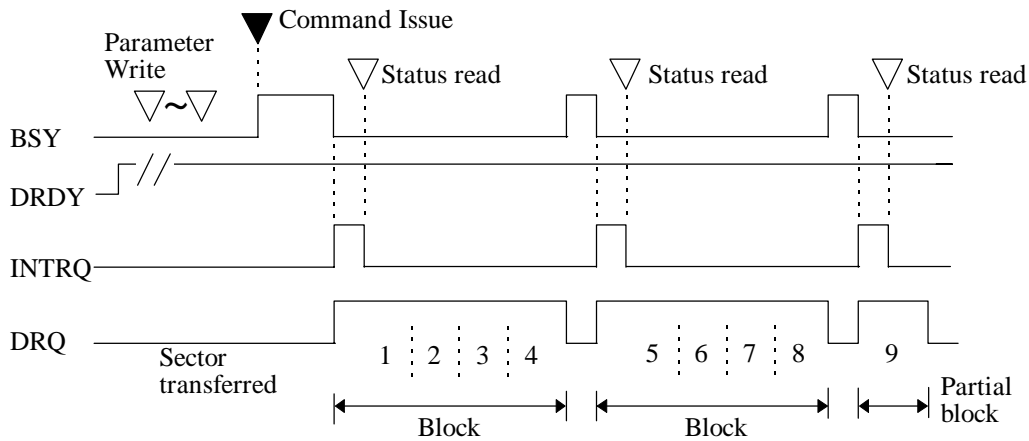 Command Issue
Parameter
Write
Status read
Status read
Status read
~
BSY
DRDY
INTRQ
DRQ
1 2 3 4 5 6 7 8 9
Sector
transferred
Block
Block
Partial
block